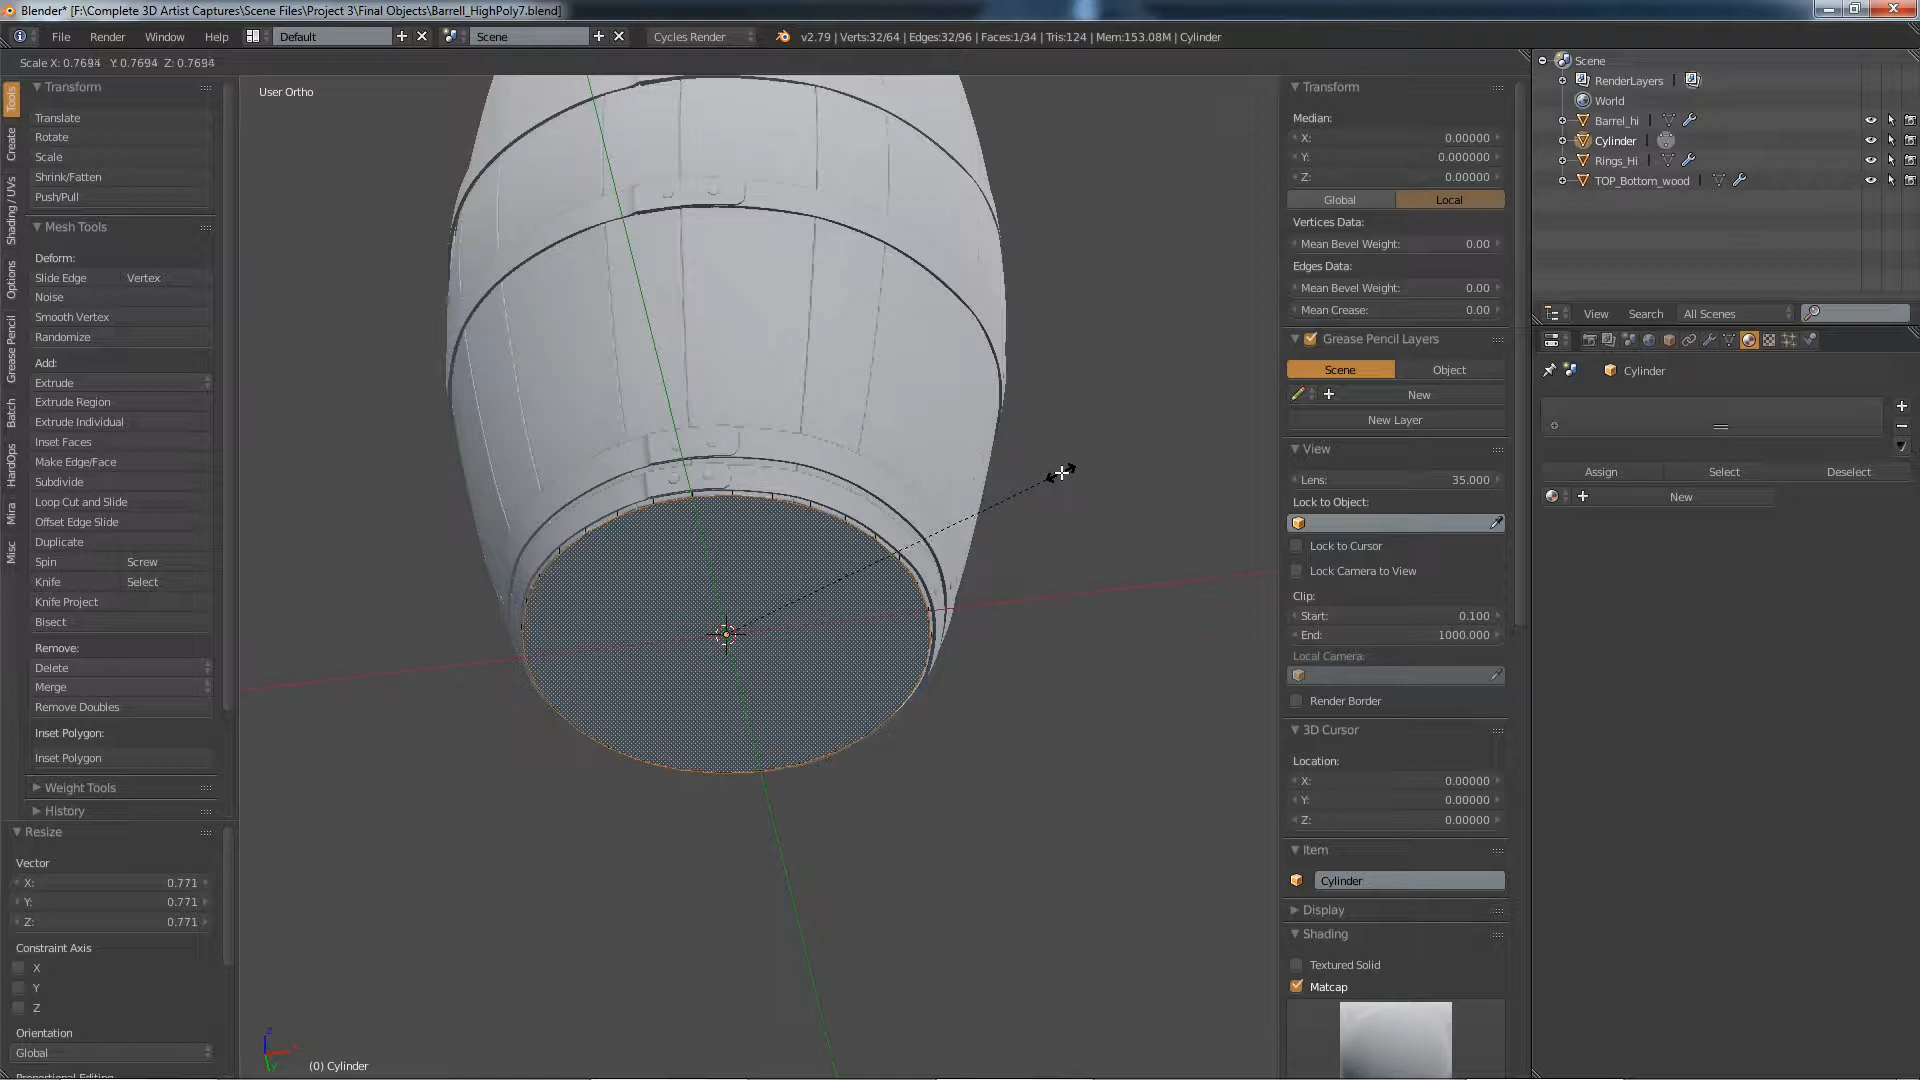 Blender* [F:\Complete 3D Artist Captures\Scene Files\Project 3\Final Objects\Barrell_HighPoly7.blend]
File Render Window Help Default Scene Cycles Render v2.79 | Verts:32/64 | Edges:32/96 | Faces:1/34 | Tris:124 | Mem:153.08M | Cylinder
Scale X: 0.7694 Y: 0.7694 Z: 0.7694
User Ortho
(0) Cylinder
Tools
Create
Shading / UVs
Options
Grease Pencil
Batch
HardOps
Mira
Misc
Transform
Translate
Rotate
Scale
Shrink/Fatten
Push/Pull
Mesh Tools
Deform:
Slide Edge Vertex
Noise
Smooth Vertex
Randomize
Add:
Extrude
Extrude Region
Extrude Individual
Inset Faces
Make Edge/Face
Subdivide
Loop Cut and Slide
Offset Edge Slide
Duplicate
Spin Screw
Knife Select
Knife Project
Bisect
Remove:
Delete
Merge
Remove Doubles
Inset Polygon:
Inset Polygon
Weight Tools
History
Resize
Vector
X: 0.771
Y: 0.771
Z: 0.771
Constraint Axis
X
Y
Z
Orientation
Global
Proportional Editing
Transform
Median:
X: 0.00000
Y: 0.000000
Z: 0.00000
Global Local
Vertices Data:
Mean Bevel Weight: 0.00
Edges Data:
Mean Bevel Weight: 0.00
Mean Crease: 0.00
Grease Pencil Layers
Scene Object
New
New Layer
View
Lens: 35.000
Lock to Object:
Lock to Cursor
Lock Camera to View
Clip:
Start: 0.100
End: 1000.000
Local Camera:
Render Border
3D Cursor
Location:
X: 0.00000
Y: 0.00000
Z: 0.00000
Item
Cylinder
Display
Shading
Textured Solid
Matcap
Scene
RenderLayers
World
Barrel_hi
Cylinder
Rings_Hi
TOP_Bottom_wood
View Search All Scenes
Cylinder
Assign Select Deselect
New